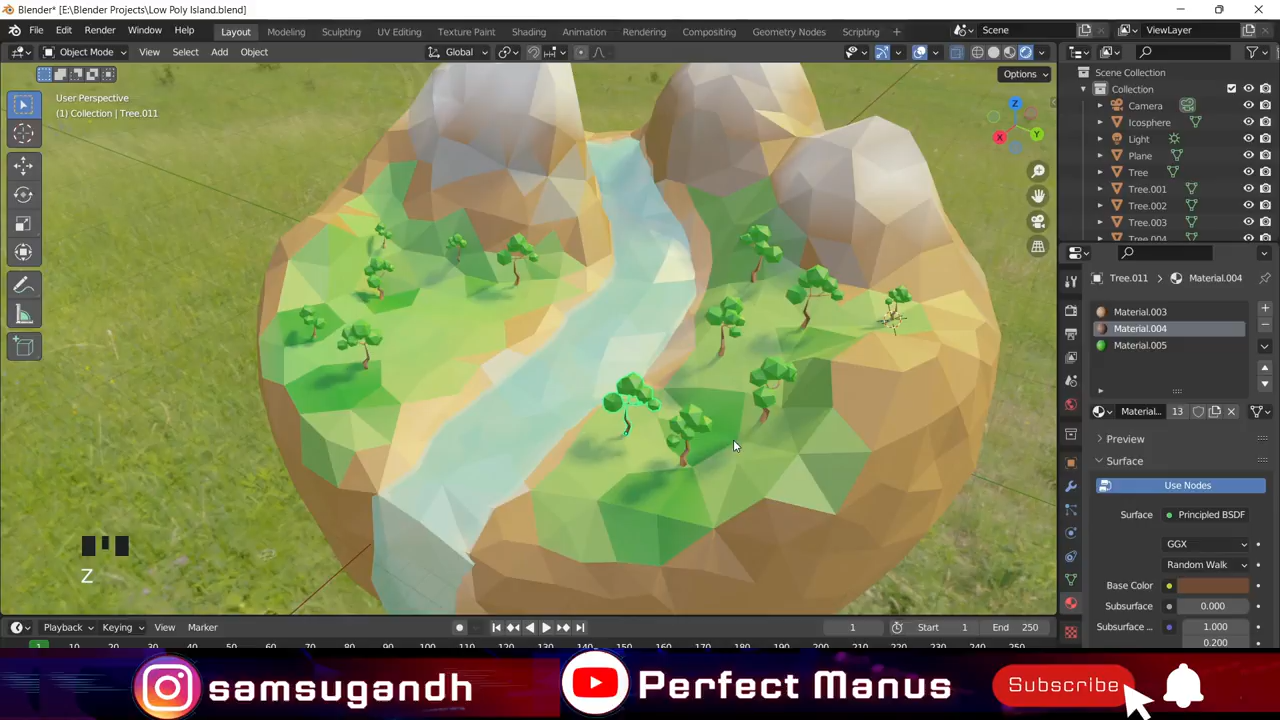 Blender* [E:\Blender Projects\Low Poly Island.blend]
File Edit Render Window Help Layout Modeling Sculpting UV Editing Texture Paint Shading Animation Rendering Compositing Geometry Nodes Scripting + Scene ViewLayer
Object Mode View Select Add Object Global
Options
User Perspective
(1) Collection | Tree.011
Z
X
Y
Z
Scene Collection
Collection
Camera
Icosphere
Light
Plane
Tree
Tree.001
Tree.002
Tree.003
Tree.004
Tree.011 > Material.004
Material.003
Material.004
Material.005
Material... 13
Preview
Surface
Use Nodes
Surface Principled BSDF
GGX
Random Walk
Base Color
Subsurface 0.000
Subsurface ... 1.000
0.200
Playback Keying View Marker 1 Start 1 End 250
1 10 20 30 40 50 60 70 80 90 100 110 120 130 140 150 160 170 180 190 200 210 220 230 240 250
samsugandh Perfect Manus Subscribe